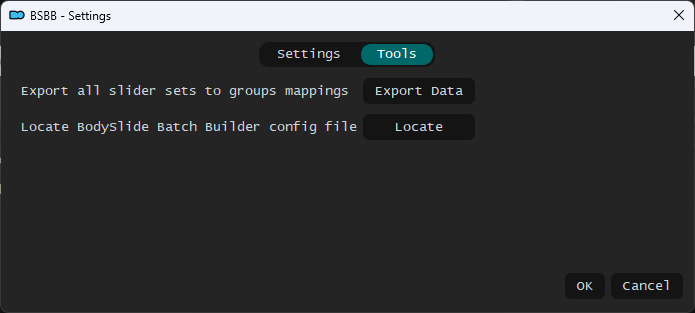 BSBB - Settings
Settings Tools
Export all slider sets to groups mappings Export Data
Locate BodySlide Batch Builder config file Locate
OK Cancel